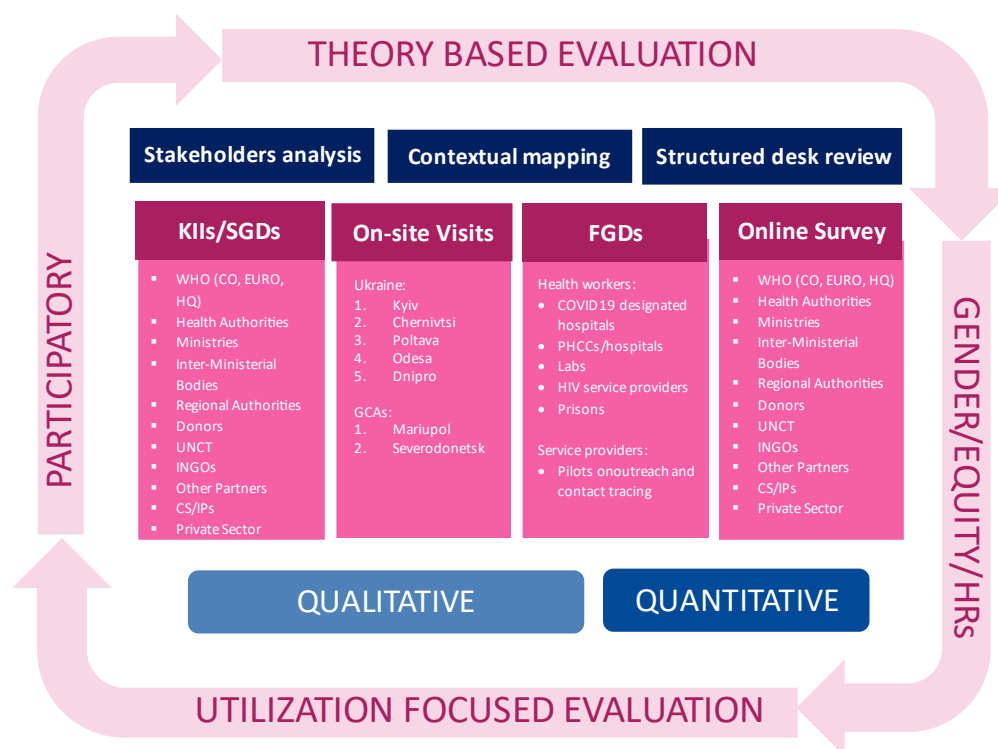 THEORY BASED EVALUATION
PARTICIPATORY
Stakeholders analysis
Contextual mapping
Structured desk review
KIIs/SGDs
▪ WHO (CO, EURO,
HQ)
▪ Health Authorities
▪ Ministries
▪ Inter-Ministerial
Bodies
▪ Regional Authorities
▪ Donors
▪ UNCT
▪ INGOs
▪ Other Partners
▪ CS/IPs
▪ Private Sector
On-site Visits
Ukraine:
1. Kyiv
2. Chernivtsi
3. Poltava
4. Odesa
5. Dnipro
GCAs:
1. Mariupol
2. Severodonetsk
FGDs
Health workers:
• COVID19 designated
hospitals
• PHCCs/hospitals
• Labs
• HIV service providers
• Prisons
Service providers:
• Pilots onoutreach and
contact tracing
Online Survey
▪ WHO (CO, EURO, HQ)
▪ Health Authorities
▪ Ministries
▪ Inter-Ministerial
Bodies
▪ Regional Authorities
▪ Donors
▪ UNCT
▪ INGOs
▪ Other Partners
▪ CS/IPs
▪ Private Sector
GENDER/EQUITY/HRs
QUALITATIVE
QUANTITATIVE
UTILIZATION FOCUSED EVALUATION